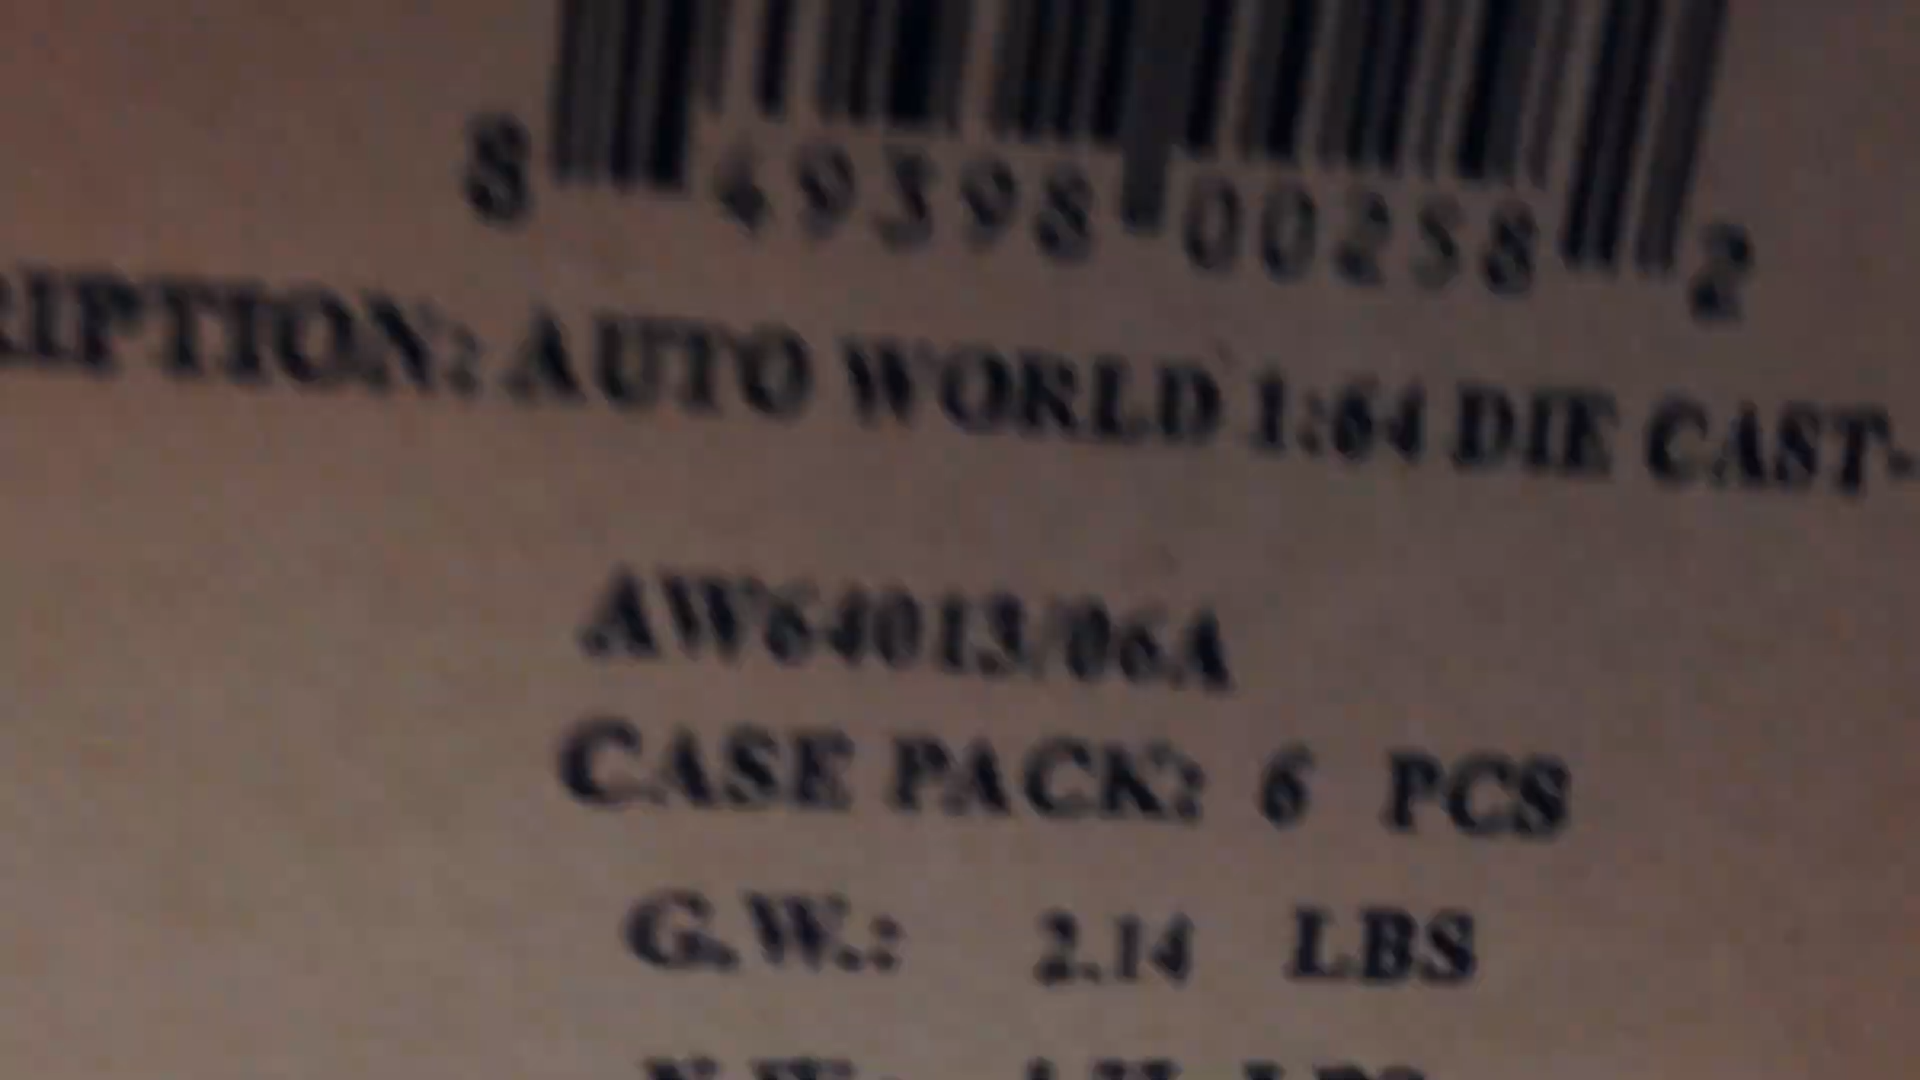 8 49398 00258 2
RIPTION: AUTO WORLD 1:64 DIE CAST-
AW64013/06A
CASE PACK: 6 PCS
G.W.: 2.14 LBS